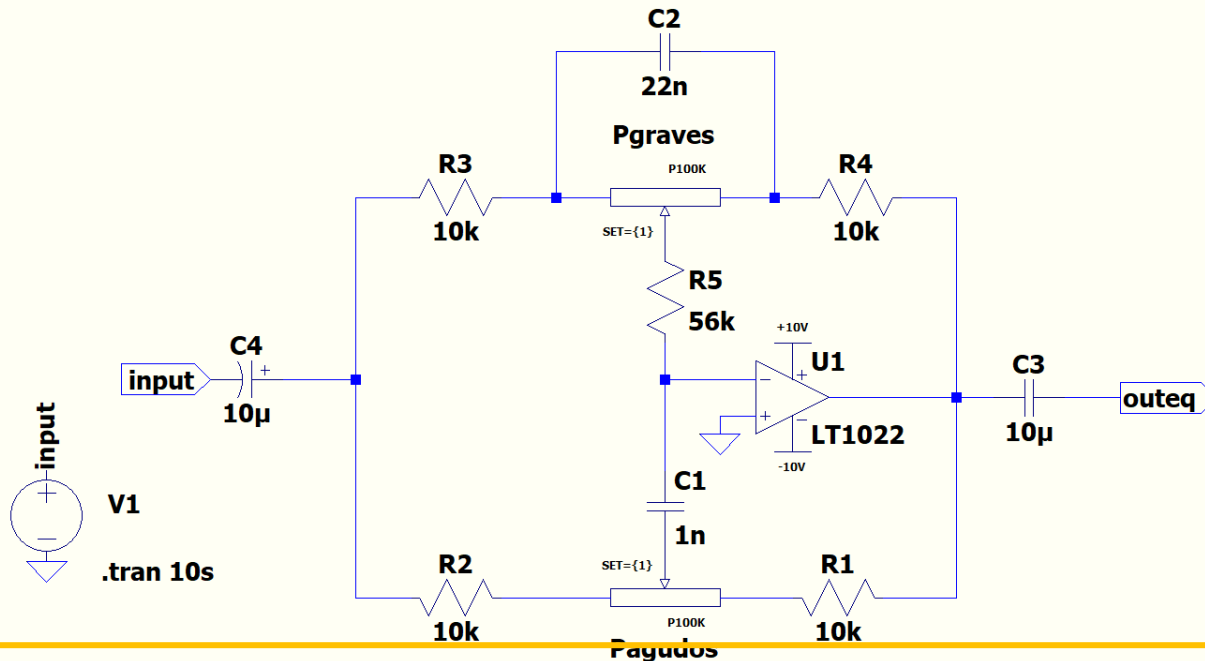 C2
22n
Pgraves
R3
P100K
R4
10k
SET={1}
10k
R5
56k
+10V
C4
U1
C3
input
outeq
10µ
LT1022
10µ
-10V
input
C1
V1
1n
.tran 10s
R2
SET={1}
R1
10k
P100K
10k
Pagudos